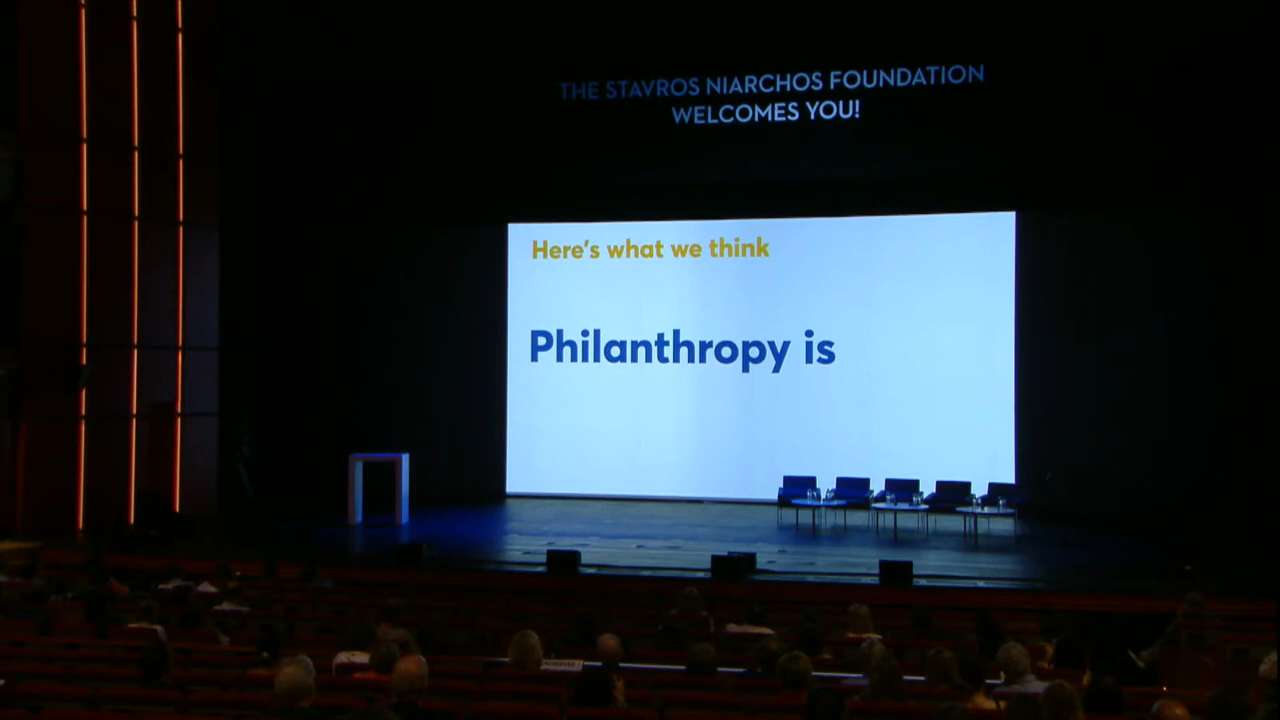 THE STAVROS NIARCHOS FOUNDATION
WELCOMES YOU!
Here's what we think
Philanthropy is